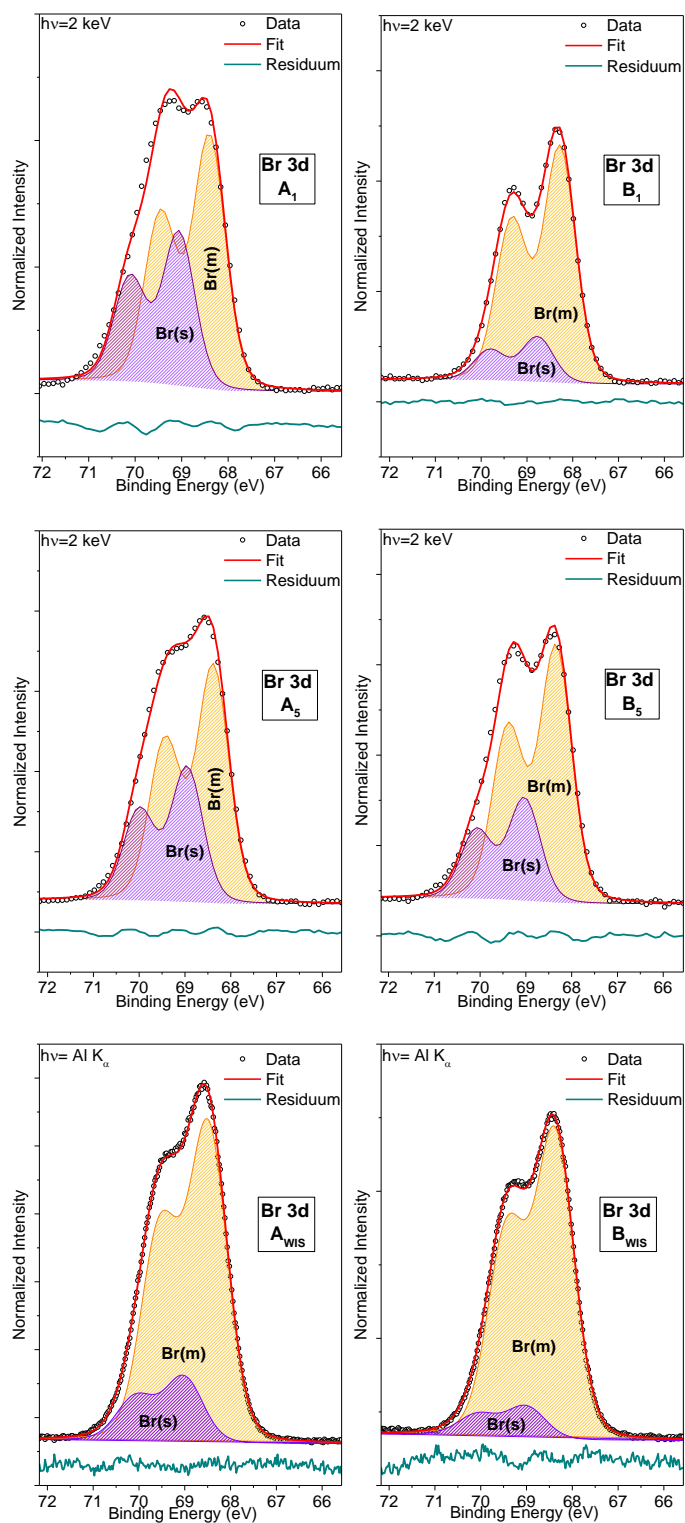 hν=2 keV
Data
Fit
Residuum
Br 3d
A₁
Br(m)
Br(s)
Normalized Intensity
72 71 70 69 68 67 66
Binding Energy (eV)
hν=2 keV
Data
Fit
Residuum
Br 3d
B₁
Br(m)
Br(s)
Normalized Intensity
72 71 70 69 68 67 66
Binding Energy (eV)
hν=2 keV
Data
Fit
Residuum
Br 3d
A₅
Br(m)
Br(s)
Normalized Intensity
72 71 70 69 68 67 66
Binding Energy (eV)
hν=2 keV
Data
Fit
Residuum
Br 3d
B₅
Br(m)
Br(s)
Normalized Intensity
72 71 70 69 68 67 66
Binding Energy (eV)
hν= Al Kα
Data
Fit
Residuum
Br 3d
A_WIS
Br(m)
Br(s)
Normalized Intensity
72 71 70 69 68 67 66
Binding Energy (eV)
hν= Al Kα
Data
Fit
Residuum
Br 3d
B_WIS
Br(m)
Br(s)
Normalized Intensity
72 71 70 69 68 67 66
Binding Energy (eV)